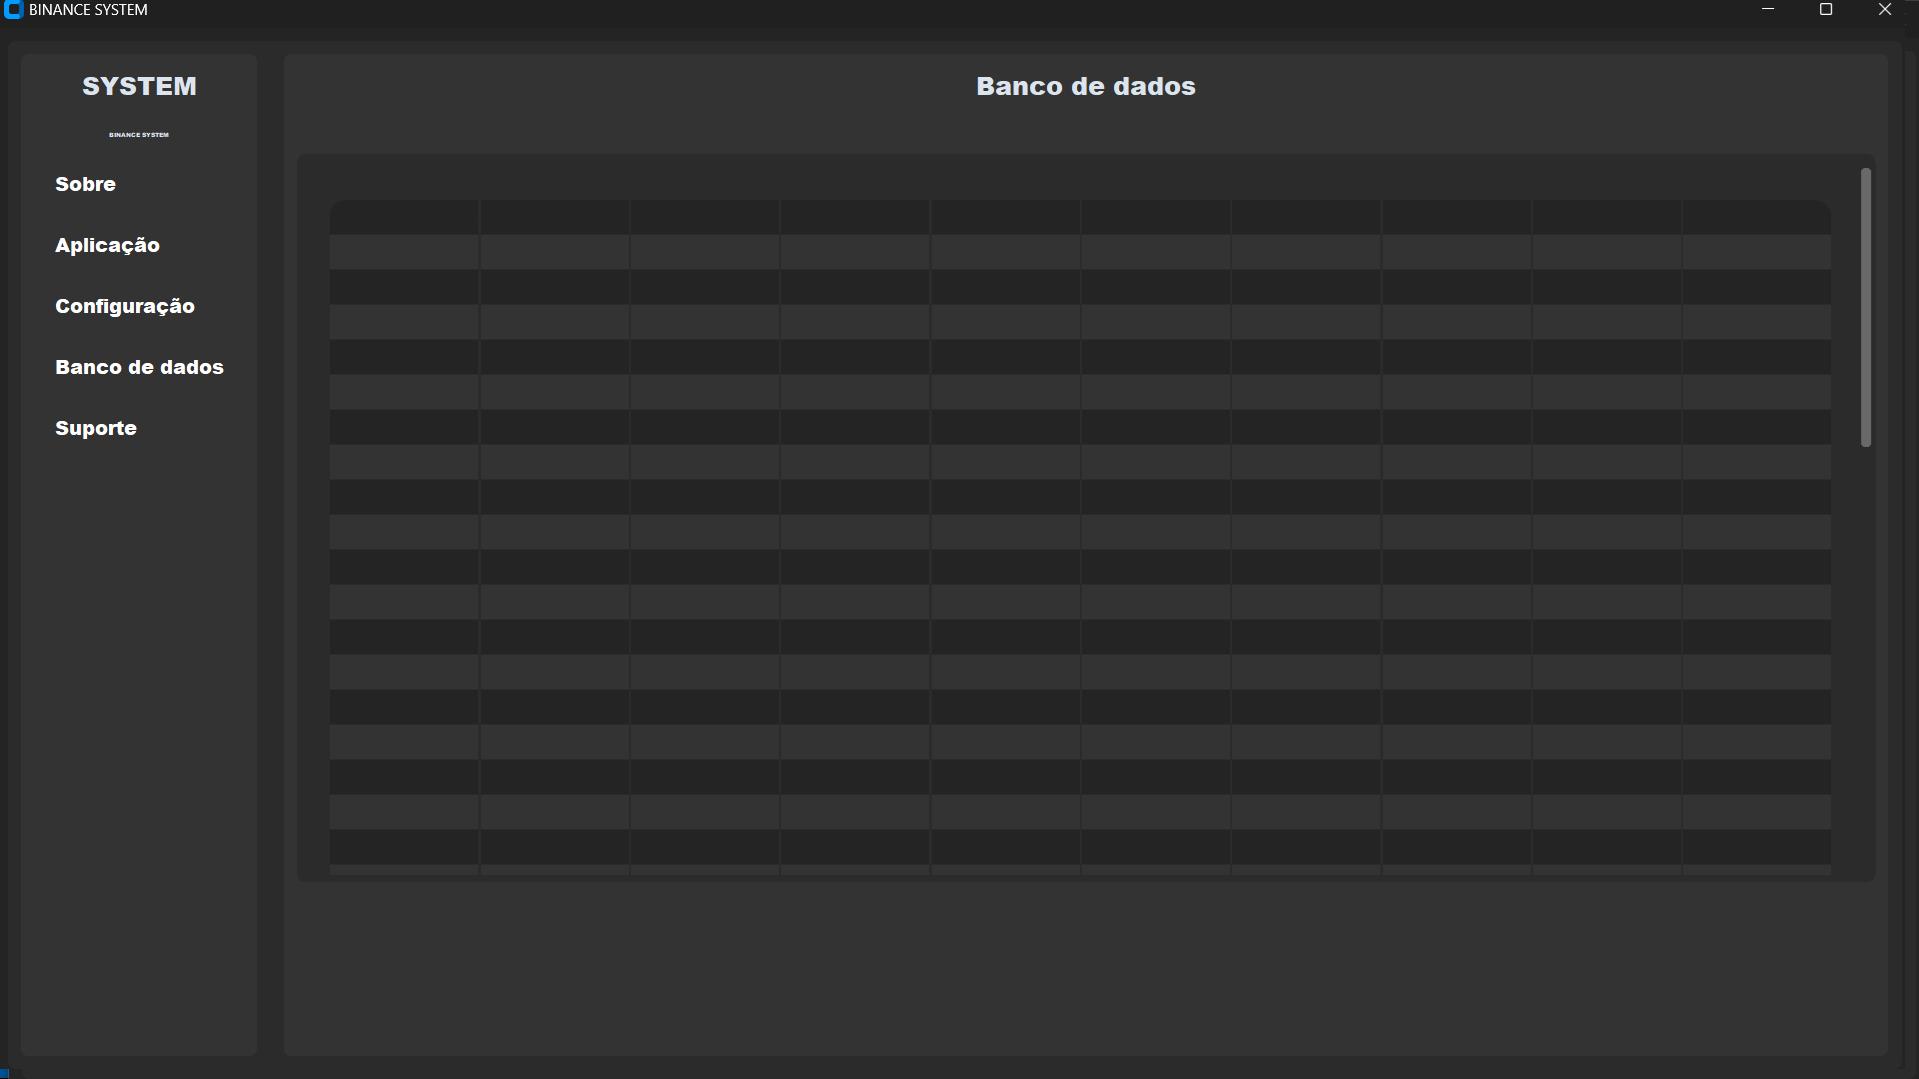 BINANCE SYSTEM
SYSTEM
BINANCE SYSTEM
Sobre
Aplicação
Configuração
Banco de dados
Suporte
Banco de dados